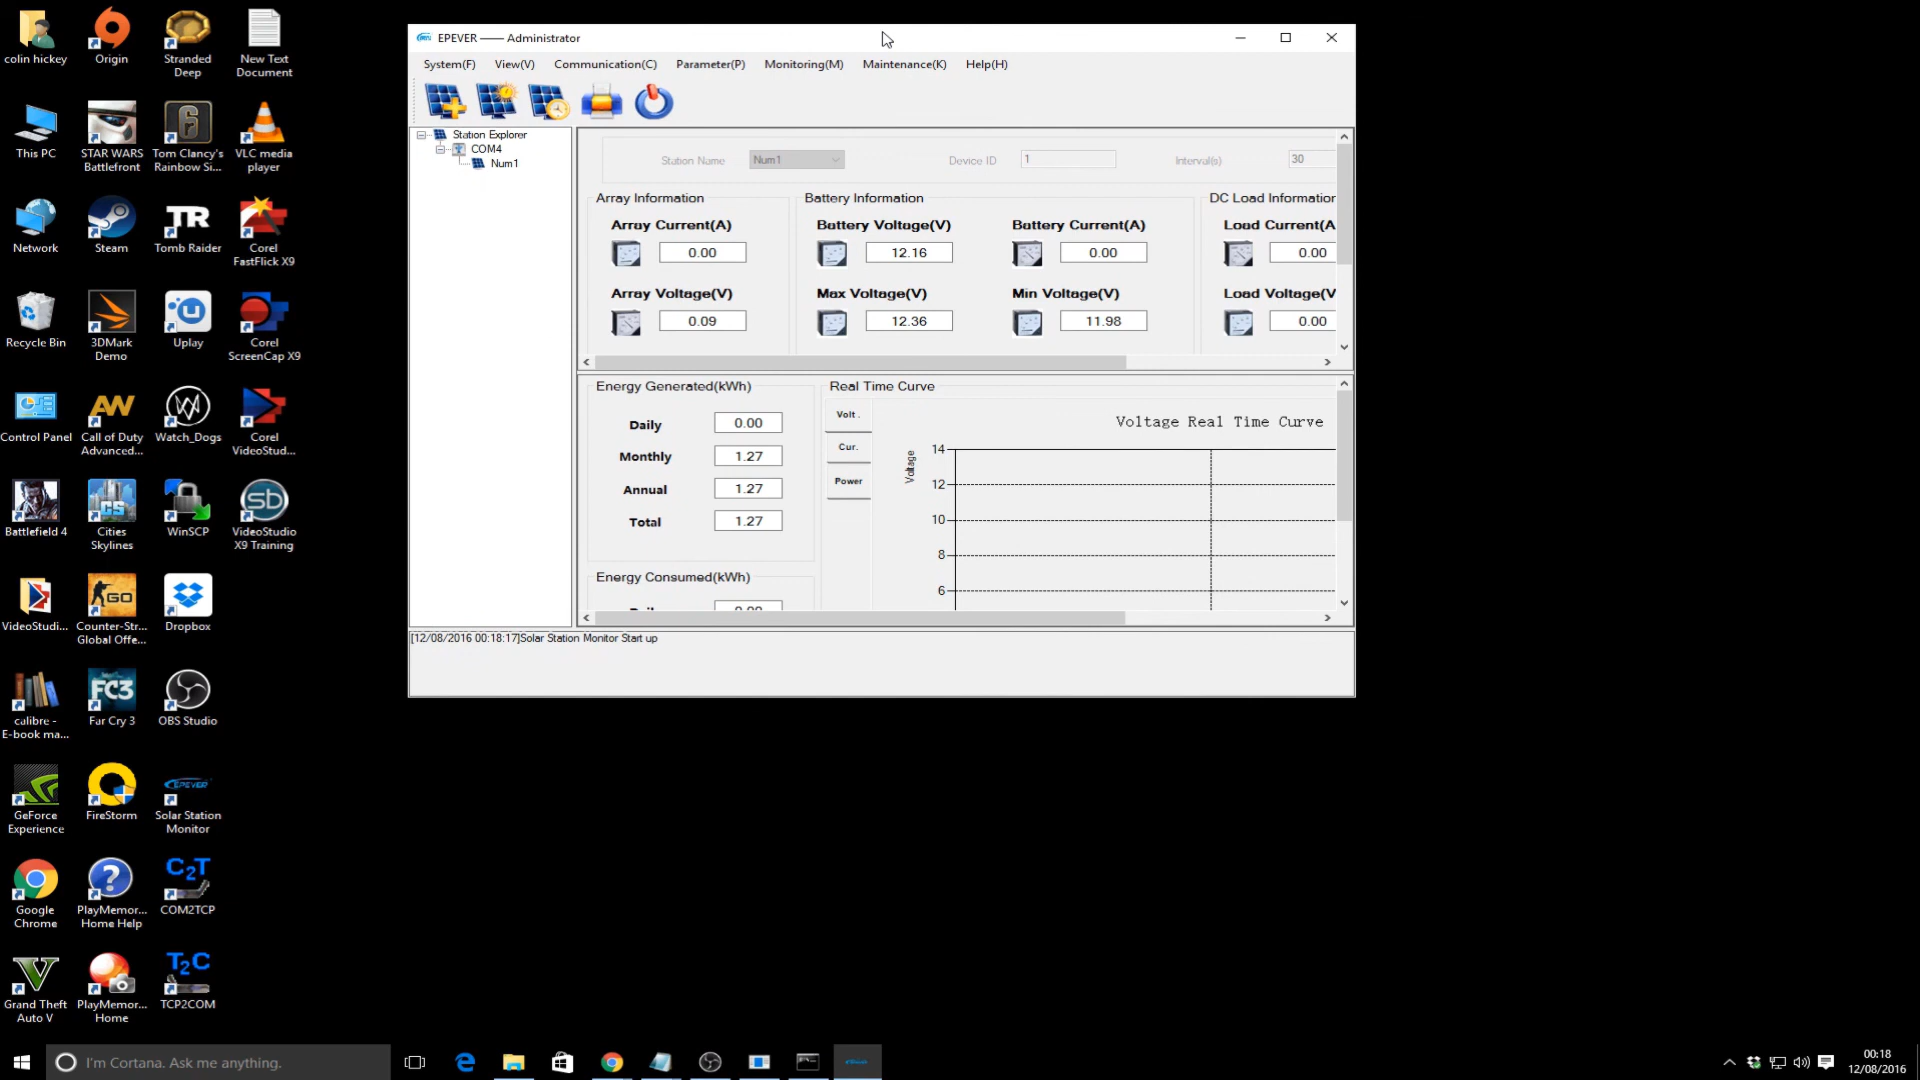 colin hickey
Origin
Stranded
Deep
New Text
Document
This PC
STAR WARS
Battlefront
Tom Clancy's
Rainbow Si...
VLC media
player
Network
Steam
TR
Tomb Raider
Corel
FastFlick X9
Recycle Bin
3DMark
Demo
Uplay
Corel
ScreenCap X9
Control Panel
AW
Call of Duty
Advanced...
Watch_Dogs
Corel
VideoStud...
Battlefield 4
CS
Cities
Skylines
WinSCP
sb
VideoStudio
X9 Training
VideoStudi...
GO
Counter-Str...
Global Offe...
Dropbox
calibre -
E-book ma...
FC3
Far Cry 3
OBS Studio
GeForce
Experience
FireStorm
EPEVER
Solar Station
Monitor
Google
Chrome
PlayMemor...
Home Help
C2T
COM2TCP
Grand Theft
Auto V
PlayMemor...
Home
T2C
TCP2COM
EPEVER —— Administrator
System(F) View(V) Communication(C) Parameter(P) Monitoring(M) Maintenance(K) Help(H)
Station Explorer
COM4
Num1
Station Name Num1 Device ID 1 Interval(s) 30
Array Information Battery Information DC Load Information
Array Current(A) Battery Voltage(V) Battery Current(A) Load Current(A
0.00 12.16 0.00 0.00
Array Voltage(V) Max Voltage(V) Min Voltage(V) Load Voltage(V
0.09 12.36 11.98 0.00
Energy Generated(kWh) Real Time Curve
Daily 0.00
Monthly 1.27
Annual 1.27
Total 1.27
Energy Consumed(kWh)
Volt .
Cur.
Power
Voltage Real Time Curve
Voltage
14
12
10
8
6
[12/08/2016 00:18:17]Solar Station Monitor Start up
I'm Cortana. Ask me anything.
00:18
12/08/2016